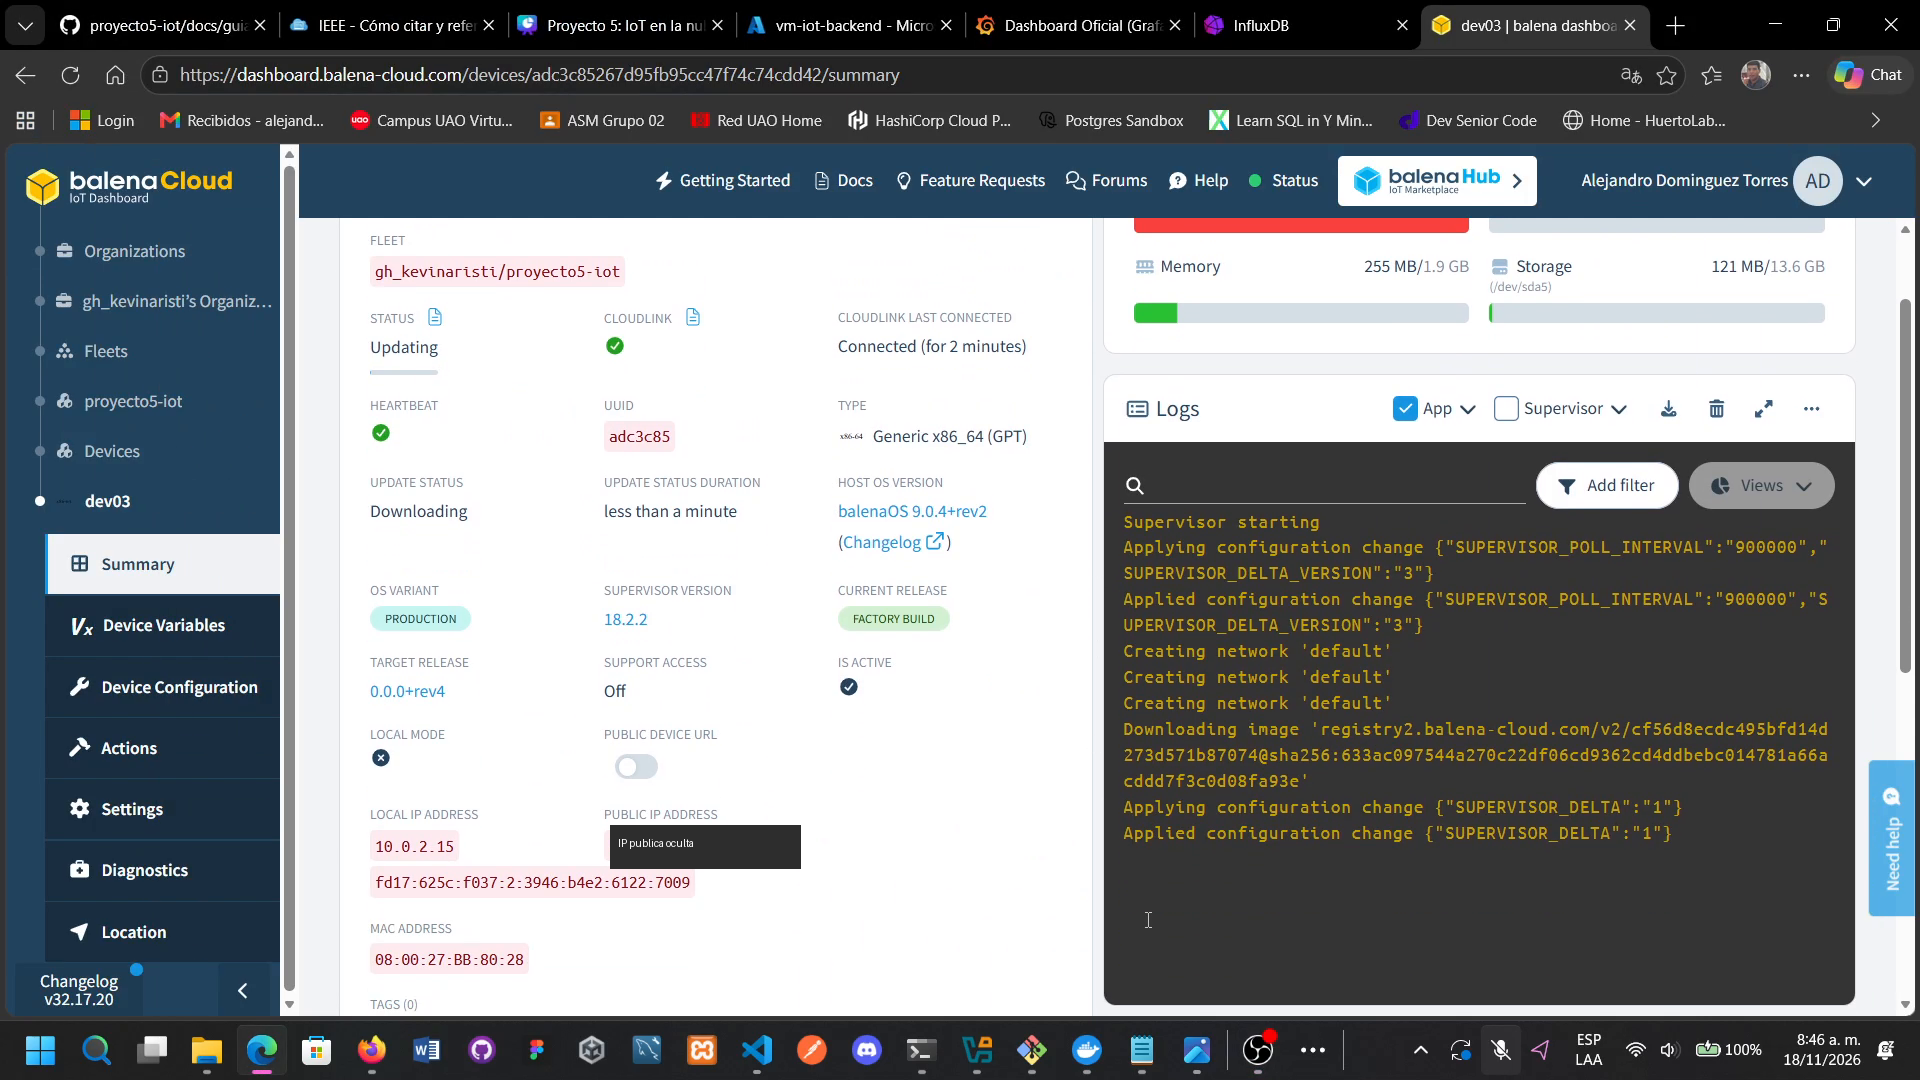 proyecto5-iot/docs/guia
IEEE - Cómo citar y refer
Proyecto 5: IoT en la nu
vm-iot-backend - Micro
Dashboard Oficial (Grafa
InfluxDB
dev03 | balena dashboa
https://dashboard.balena-cloud.com/devices/adc3c85267d95fb95cc47f74c74cdd42/summary
Chat
Login
Recibidos - alejand...
Campus UAO Virtu...
ASM Grupo 02
Red UAO Home
HashiCorp Cloud P...
Postgres Sandbox
Learn SQL in Y Min...
Dev Senior Code
Home - HuertoLab...
balenaCloud
IoT Dashboard
Getting Started
Docs
Feature Requests
Forums
Help
Status
balenaHub
IoT Marketplace
Alejandro Dominguez Torres
AD
Organizations
gh_kevinaristi's Organiz...
Fleets
proyecto5-iot
Devices
dev03
Summary
Device Variables
Device Configuration
Actions
Settings
Diagnostics
Location
Changelog
v32.17.20
FLEET
gh_kevinaristi/proyecto5-iot
STATUS
Updating
CLOUDLINK
CLOUDLINK LAST CONNECTED
Connected (for 2 minutes)
HEARTBEAT
UUID
adc3c85
TYPE
x86-64
Generic x86_64 (GPT)
UPDATE STATUS
Downloading
UPDATE STATUS DURATION
less than a minute
HOST OS VERSION
balenaOS 9.0.4+rev2
(Changelog)
OS VARIANT
PRODUCTION
SUPERVISOR VERSION
18.2.2
CURRENT RELEASE
FACTORY BUILD
TARGET RELEASE
0.0.0+rev4
SUPPORT ACCESS
Off
IS ACTIVE
LOCAL MODE
PUBLIC DEVICE URL
LOCAL IP ADDRESS
10.0.2.15
fd17:625c:f037:2:3946:b4e2:6122:7009
PUBLIC IP ADDRESS
IP publica oculta
MAC ADDRESS
08:00:27:BB:80:28
TAGS (0)
Memory
255 MB/1.9 GB
Storage
(/dev/sda5)
121 MB/13.6 GB
Logs
App
Supervisor
Add filter
Views
Supervisor starting
Applying configuration change {"SUPERVISOR_POLL_INTERVAL":"900000","
SUPERVISOR_DELTA_VERSION":"3"}
Applied configuration change {"SUPERVISOR_POLL_INTERVAL":"900000","S
UPERVISOR_DELTA_VERSION":"3"}
Creating network 'default'
Creating network 'default'
Creating network 'default'
Downloading image 'registry2.balena-cloud.com/v2/cf56d8ecdc495bfd14d
273d571b87074@sha256:633ac097544a270c22df06cd9362cd4ddbebc014781a66a
cddd7f3c0d08fa93e'
Applying configuration change {"SUPERVISOR_DELTA":"1"}
Applied configuration change {"SUPERVISOR_DELTA":"1"}
Need help
ESP
LAA
100%
8:46 a. m.
18/11/2026